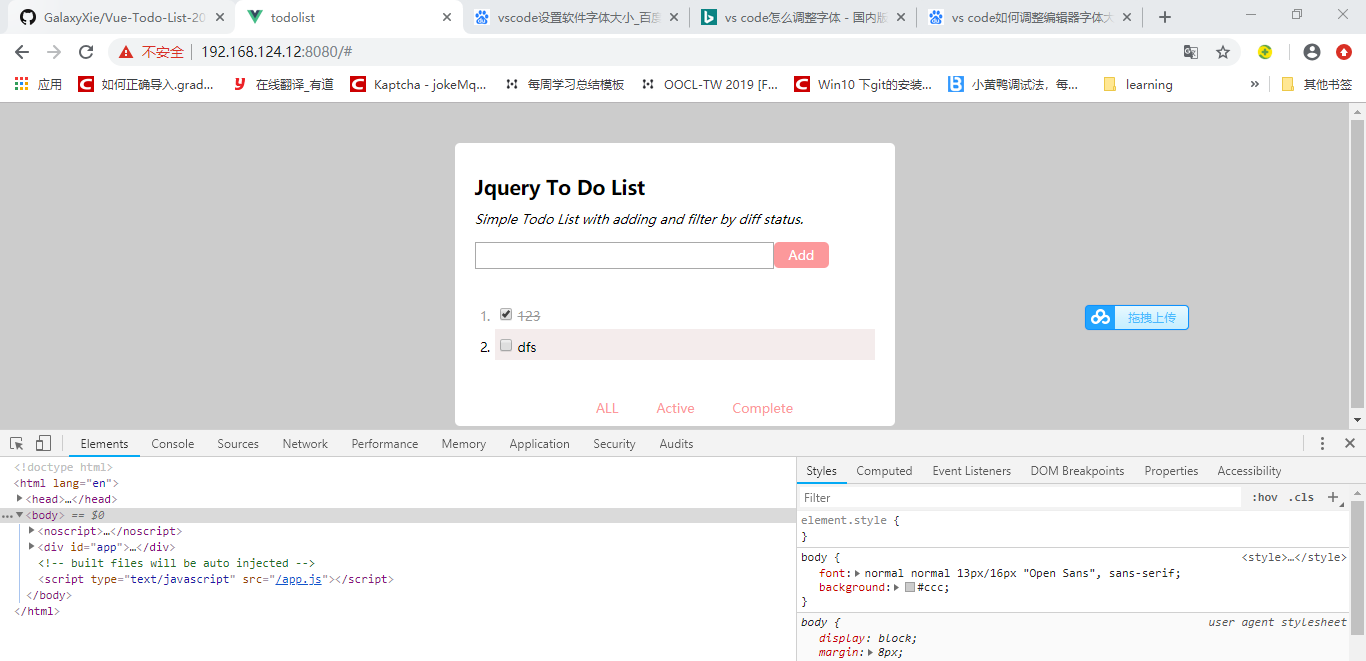 GalaxyXie/Vue-Todo-List-20
todolist
vscode设置软件字体大小_百度
vs code怎么调整字体 - 国内版
vs code如何调整编辑器字体大
不安全 192.168.124.12:8080/#
应用
如何正确导入.grad...
在线翻译_有道
Kaptcha - jokeMq...
每周学习总结模板
OOCL-TW 2019 [F...
Win10 下git的安装...
小黄鸭调试法，每...
learning
»
其他书签
Jquery To Do List
Simple Todo List with adding and filter by diff status.
Add
1. 123
2. dfs
拖拽上传
ALL Active Complete
Elements Console Sources Network Performance Memory Application Security Audits
<!doctype html>
<html lang="en">
<head>…</head>
<body> == $0
<noscript>…</noscript>
<div id="app">…</div>
<!-- built files will be auto injected -->
<script type="text/javascript" src="/app.js"></script>
</body>
</html>
Styles Computed Event Listeners DOM Breakpoints Properties Accessibility
Filter :hov .cls +
element.style {
}
body { <style>…</style>
font: normal normal 13px/16px "Open Sans", sans-serif;
background: #ccc;
}
body { user agent stylesheet
display: block;
margin: 8px;